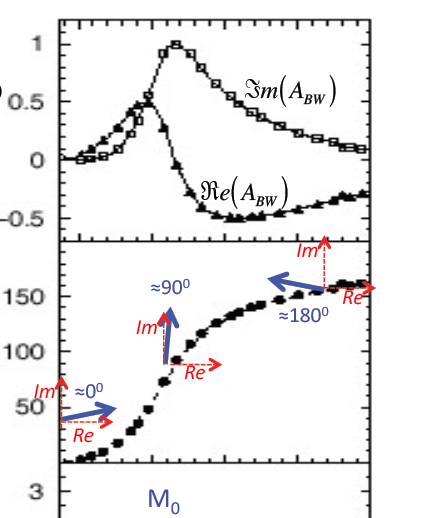 1
ℑm(A_BW)
0.5
0
ℜe(A_BW)
-0.5
Im
≈90⁰
150
Re
Im
≈180⁰
100
Re
Im
≈0⁰
50
Re
3
M₀